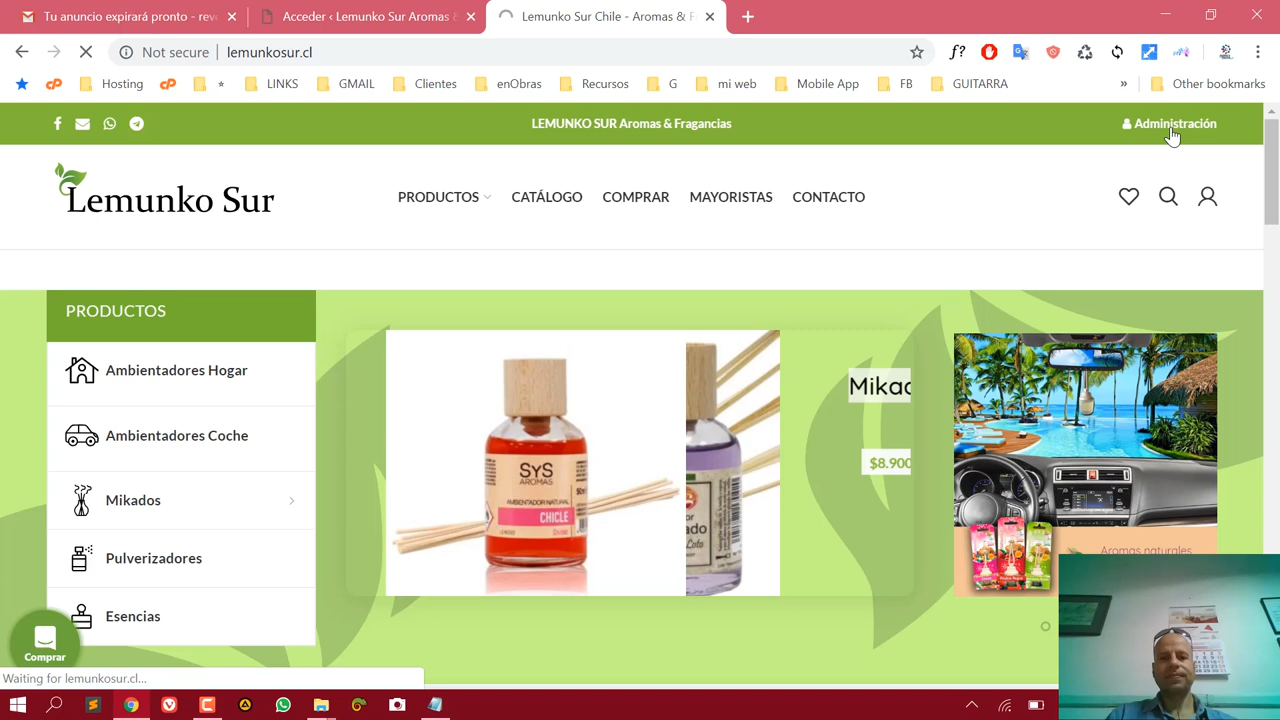 Tu anuncio expirará pronto - reve
Acceder ‹ Lemunko Sur Aromas &
Lemunko Sur Chile - Aromas & F
Not secure
lemunkosur.cl
Hosting
*
LINKS
GMAIL
Clientes
enObras
Recursos
G
mi web
Mobile App
FB
GUITARRA
»
Other bookmarks
LEMUNKO SUR Aromas & Fragancias
Administración
Lemunko Sur
PRODUCTOS
CATÁLOGO
COMPRAR
MAYORISTAS
CONTACTO
PRODUCTOS
Ambientadores Hogar
Ambientadores Coche
Mikados
Pulverizadores
Esencias
SYS
AROMAS
AMBIENTADOR NATURAL
CHICLE
Mikad
$8.900
Aromas naturales
Comprar
Waiting for lemunkosur.cl...